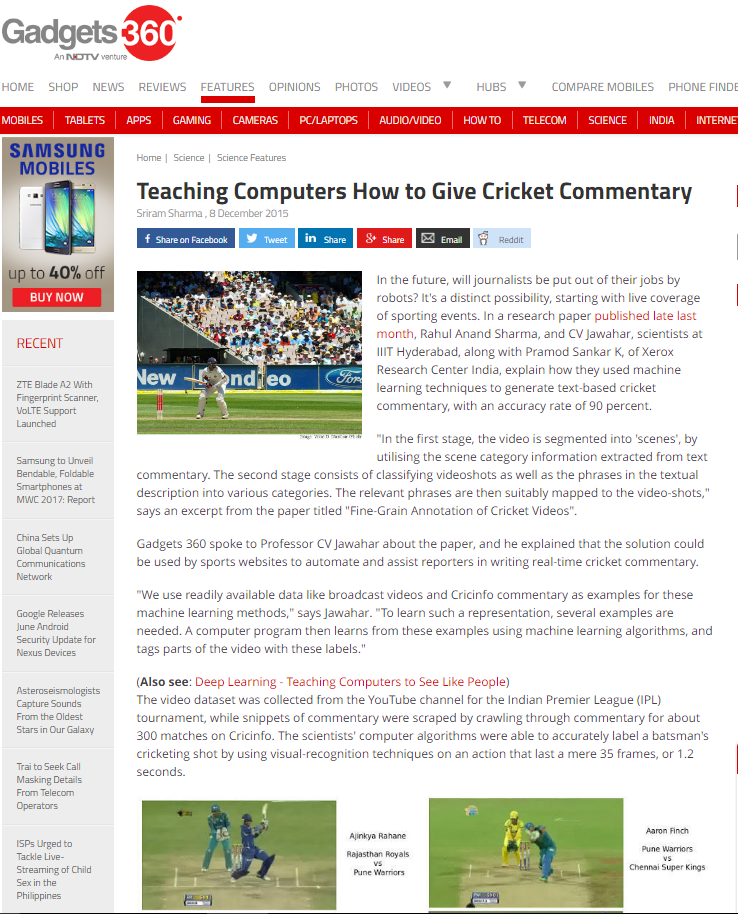 Gadgets 360°
An NDTV venture
HOME SHOP NEWS REVIEWS FEATURES OPINIONS PHOTOS VIDEOS HUBS COMPARE MOBILES PHONE FINDE
MOBILES TABLETS APPS GAMING CAMERAS PC/LAPTOPS AUDIO/VIDEO HOW TO TELECOM SCIENCE INDIA INTERNE
SAMSUNG
MOBILES
up to 40% off
BUY NOW
RECENT
ZTE Blade A2 With
Fingerprint Scanner,
VoLTE Support
Launched
Samsung to Unveil
Bendable, Foldable
Smartphones at
MWC 2017: Report
China Sets Up
Global Quantum
Communications
Network
Google Releases
June Android
Security Update for
Nexus Devices
Asteroseismologists
Capture Sounds
From the Oldest
Stars in Our Galaxy
Trai to Seek Call
Masking Details
From Telecom
Operators
ISPs Urged to
Tackle Live-
Streaming of Child
Sex in the
Philippines
Home | Science | Science Features
Teaching Computers How to Give Cricket Commentary
Sriram Sharma , 8 December 2015
Share on Facebook Tweet Share Share Email Reddit
New ond eo Ford
In the future, will journalists be put out of their jobs by
robots? It's a distinct possibility, starting with live coverage
of sporting events. In a research paper published late last
month, Rahul Anand Sharma, and CV Jawahar, scientists at
IIIT Hyderabad, along with Pramod Sankar K, of Xerox
Research Center India, explain how they used machine
learning techniques to generate text-based cricket
commentary, with an accuracy rate of 90 percent.
"In the first stage, the video is segmented into 'scenes', by
utilising the scene category information extracted from text
commentary. The second stage consists of classifying videoshots as well as the phrases in the textual
description into various categories. The relevant phrases are then suitably mapped to the video-shots,"
says an excerpt from the paper titled "Fine-Grain Annotation of Cricket Videos".
Gadgets 360 spoke to Professor CV Jawahar about the paper, and he explained that the solution could
be used by sports websites to automate and assist reporters in writing real-time cricket commentary.
"We use readily available data like broadcast videos and Cricinfo commentary as examples for these
machine learning methods," says Jawahar. "To learn such a representation, several examples are
needed. A computer program then learns from these examples using machine learning algorithms, and
tags parts of the video with these labels."
(Also see: Deep Learning - Teaching Computers to See Like People)
The video dataset was collected from the YouTube channel for the Indian Premier League (IPL)
tournament, while snippets of commentary were scraped by crawling through commentary for about
300 matches on Cricinfo. The scientists' computer algorithms were able to accurately label a batsman's
cricketing shot by using visual-recognition techniques on an action that last a mere 35 frames, or 1.2
seconds.
Ajinkya Rahane
Rajasthan Royals
vs
Pune Warriors
Aaron Finch
Pune Warriors
vs
Chennai Super Kings